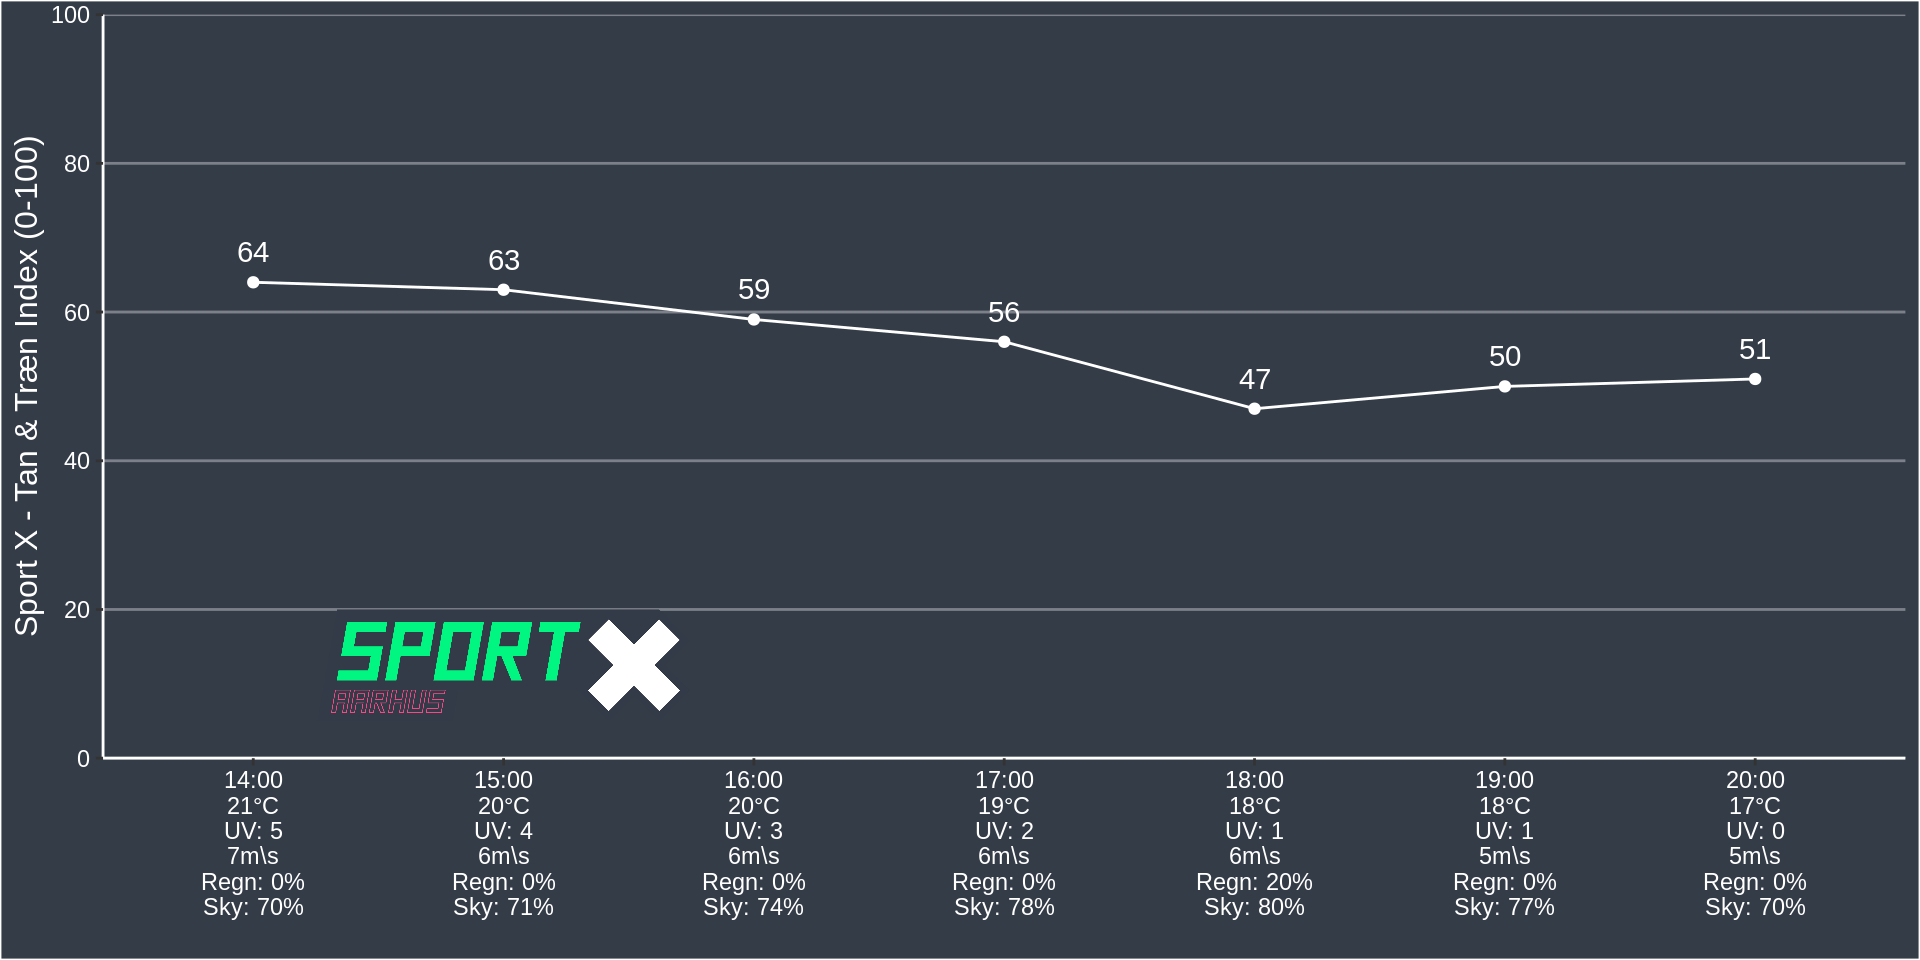 Sport X - Tan & Træn Index (0-100)
100
80
60
40
20
0
64
63
59
56
47
50
51
SPORT X
AARHUS
14:00
21°C
UV: 5
7m\s
Regn: 0%
Sky: 70%
15:00
20°C
UV: 4
6m\s
Regn: 0%
Sky: 71%
16:00
20°C
UV: 3
6m\s
Regn: 0%
Sky: 74%
17:00
19°C
UV: 2
6m\s
Regn: 0%
Sky: 78%
18:00
18°C
UV: 1
6m\s
Regn: 20%
Sky: 80%
19:00
18°C
UV: 1
5m\s
Regn: 0%
Sky: 77%
20:00
17°C
UV: 0
5m\s
Regn: 0%
Sky: 70%